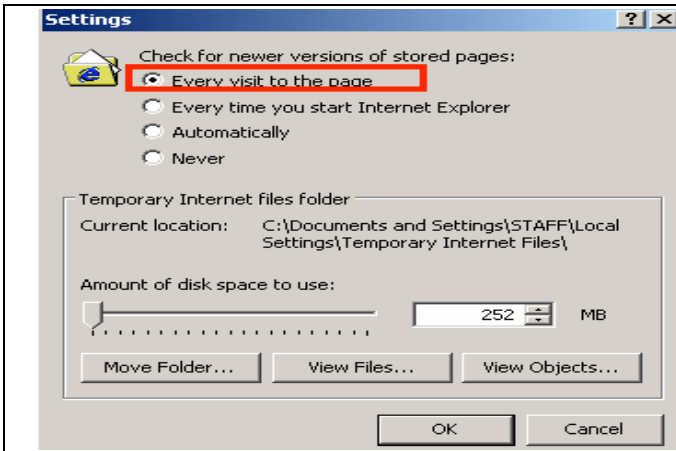 Settings
Check for newer versions of stored pages:
Every visit to the page
Every time you start Internet Explorer
Automatically
Never
Temporary Internet files folder
Current location: C:\Documents and Settings\STAFF\Local
Settings\Temporary Internet Files\
Amount of disk space to use:
252 MB
Move Folder... View Files... View Objects...
OK Cancel